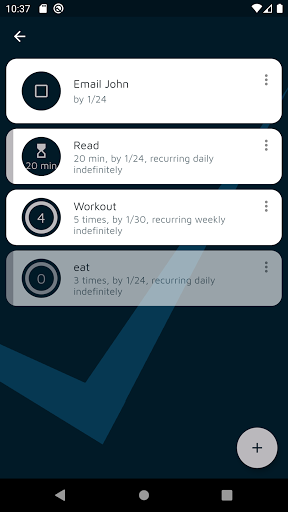 10:37
Email John
by 1/24
Read
20 min
20 min, by 1/24, recurring daily
indefinitely
Workout
4
5 times, by 1/30, recurring weekly
indefinitely
eat
0
3 times, by 1/24, recurring daily
indefinitely
+